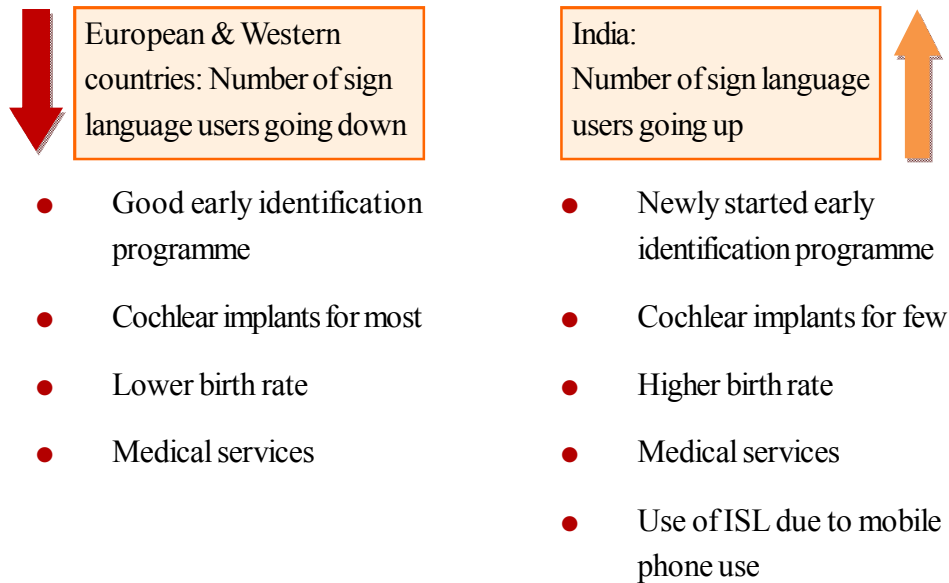 European & Western
countries: Number of sign
language users going down
● Good early identification
programme
● Cochlear implants for most
● Lower birth rate
● Medical services
India:
Number of sign language
users going up
● Newly started early
identification programme
● Cochlear implants for few
● Higher birth rate
● Medical services
● Use of ISL due to mobile
phone use